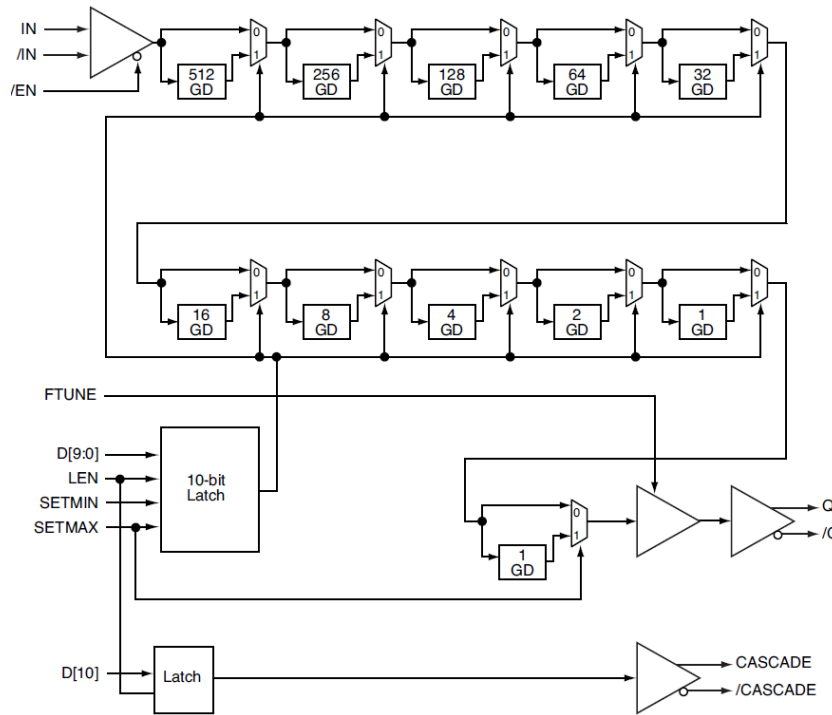 IN
/IN
/EN
0
1
0
1
0
1
0
1
0
1
512
GD
256
GD
128
GD
64
GD
32
GD
0
1
0
1
0
1
0
1
0
1
16
GD
8
GD
4
GD
2
GD
1
GD
FTUNE
D[9:0]
LEN
SETMIN
SETMAX
10-bit
Latch
0
1
1
GD
Q
D[10]
Latch
CASCADE
/CASCADE